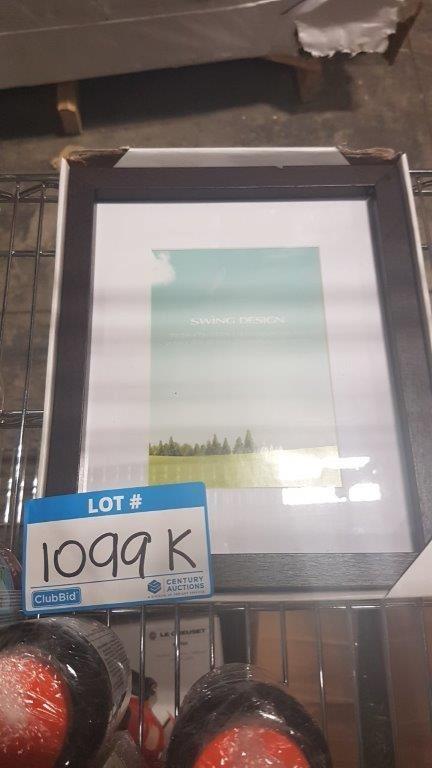 SWING DESIGN
LOT #
1099 K
ClubBid
CENTURY
AUCTIONS
LE CREUSET